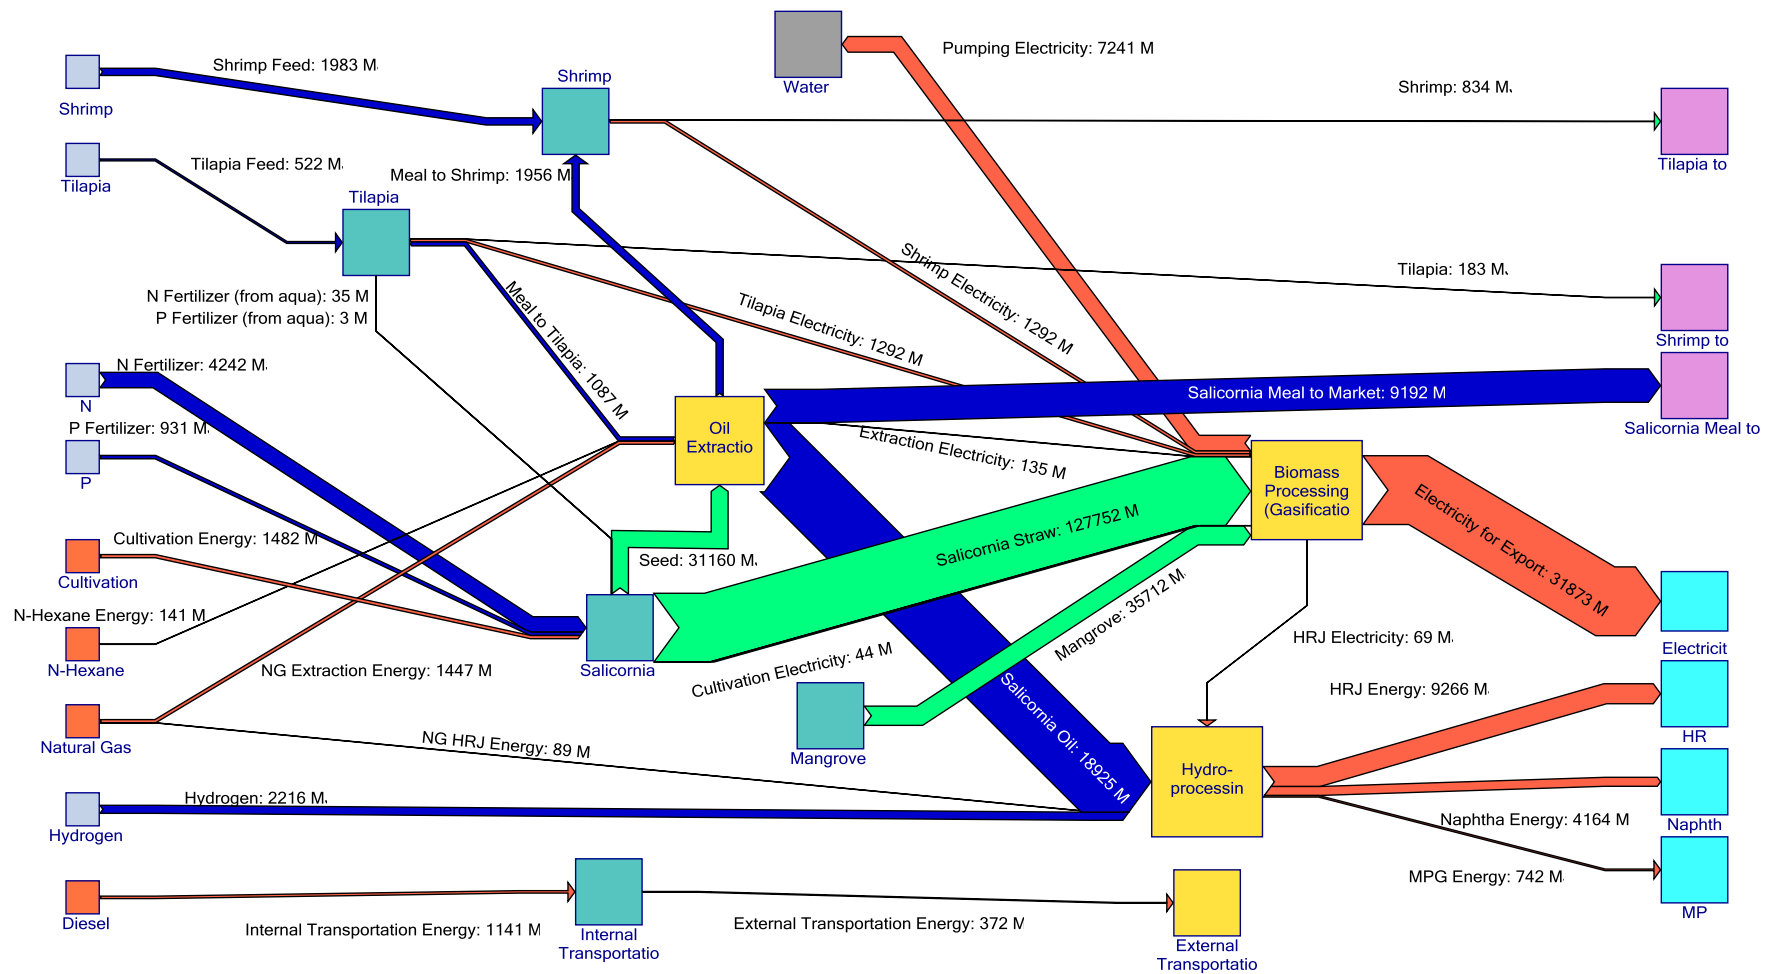 Pumping Electricity: 7241 M
Shrimp Feed: 1983 M
Shrimp
Water
Shrimp: 834 M
Shrimp
Tilapia Feed: 522 M
Tilapia
Meal to Shrimp: 1956 M
Tilapia to
Tilapia
Shrimp Electricity: 1292 M
Tilapia: 183 M
N Fertilizer (from aqua): 35 M
P Fertilizer (from aqua): 3 M
Meal to Tilapia: 1087 M
Tilapia Electricity: 1292 M
Shrimp to
N Fertilizer: 4242 M
N
Salicornia Meal to Market: 9192 M
P Fertilizer: 931 M
P
Oil
Extractio
Extraction Electricity: 135 M
Salicornia Meal to
Biomass
Processing
(Gasificatio
Electricity for Export: 31873 M
Cultivation Energy: 1482 M
Cultivation
Seed: 31160 M
Salicornia Straw: 127752 M
N-Hexane Energy: 141 M
N-Hexane
Salicornia
Mangrove: 35712 M
HRJ Electricity: 69 M
Electricit
NG Extraction Energy: 1447 M
Cultivation Electricity: 44 M
Salicornia Oil: 18925 M
HRJ Energy: 9266 M
HR
Natural Gas
NG HRJ Energy: 89 M
Mangrove
Hydro-
processin
Hydrogen: 2216 M
Hydrogen
Naphtha Energy: 4164 M
Naphth
MPG Energy: 742 M
MP
Diesel
Internal Transportation Energy: 1141 M
Internal
Transportatio
External Transportation Energy: 372 M
External
Transportatio